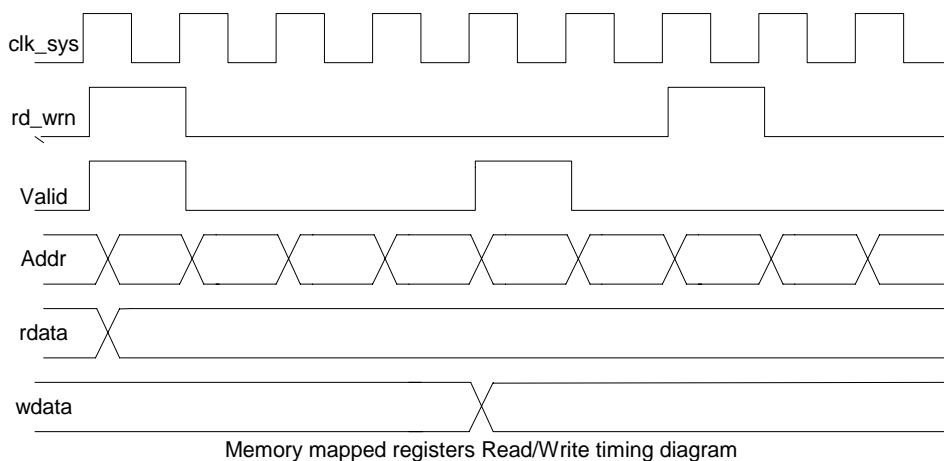 clk_sys
rd_wrn
Valid
Addr
rdata
wdata
Memory mapped registers Read/Write timing diagram